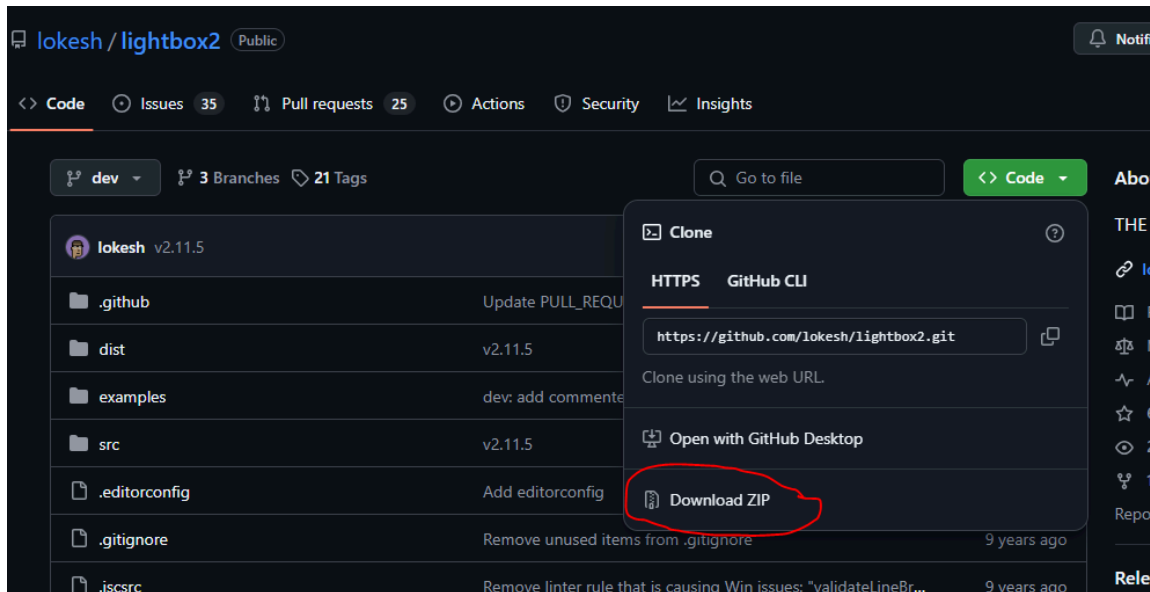 lokesh / lightbox2 Public
Notifi
Code Issues 35 Pull requests 25 Actions Security Insights
dev 3 Branches 21 Tags Go to file Code
Abo
lokesh v2.11.5
Clone
THE
HTTPS GitHub CLI
.github Update PULL_REQU
https://github.com/lokesh/lightbox2.git
dist v2.11.5
Clone using the web URL.
examples dev: add commente
Open with GitHub Desktop
src v2.11.5
.editorconfig Add editorconfig
Download ZIP
Repo
.gitignore Remove unused items from .gitignore 9 years ago
.jscsrc Remove linter rule that is causing Win issues: "validateLineBr... 9 years ago
Rele